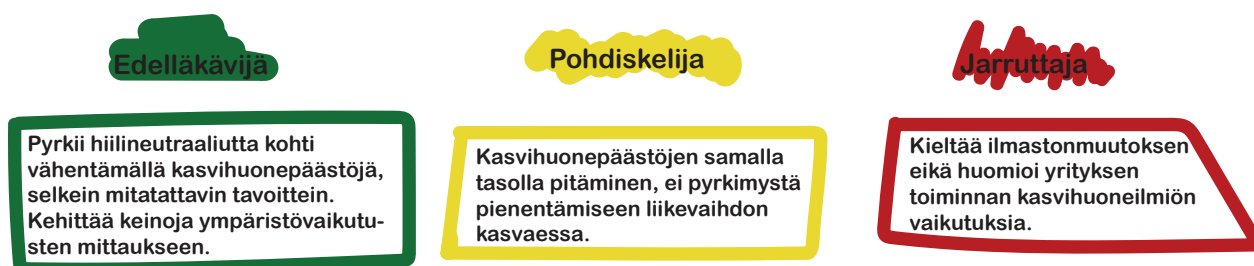 Edelläkävijä
Pohdiskelija
Jarruttaja
Pyrkii hiilineutraaliutta kohti
vähentämällä kasvihuonepäästöjä,
selkein mitatattavin tavoittein.
Kehittää keinoja ympäristövaikutu-
sten mittaukseen.
Kasvihuonepäästöjen samalla
tasolla pitäminen, ei pyrkimystä
pienentämiseen liikevaihdon
kasvaessa.
Kieltää ilmastonmuutoksen
eikä huomioi yrityksen
toiminnan kasvihuoneilmiön
vaikutuksia.